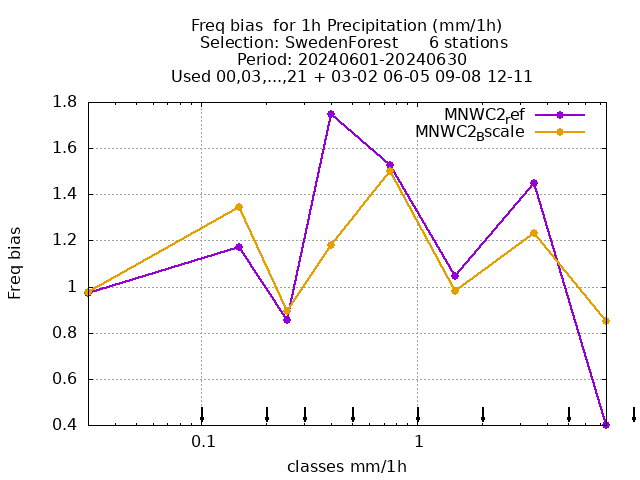 Freq bias  for 1h Precipitation (mm/1h)
Selection: SwedenForest      6 stations
Period: 20240601-20240630
Used 00,03,...,21 + 03-02 06-05 09-08 12-11
MNWC2ref
MNWC2Bscale
1.8
1.6
1.4
1.2
1
0.8
0.6
0.4
Freq bias
0.1
1
classes mm/1h